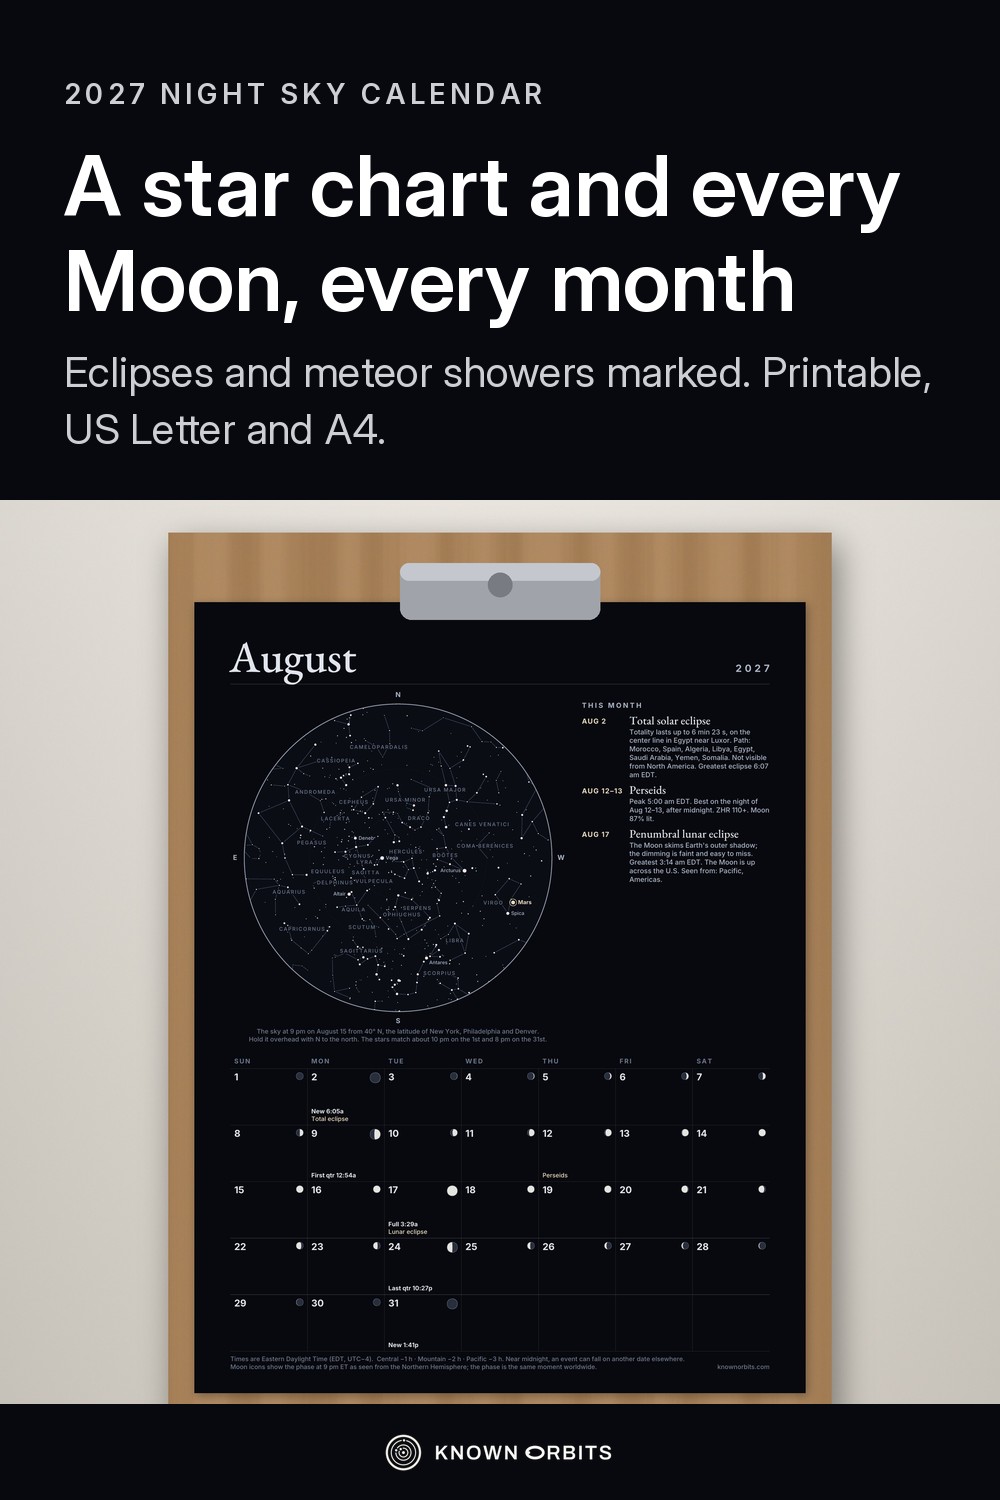 2027 NIGHT SKY CALENDAR
A star chart and every
Moon, every month
Eclipses and meteor showers marked. Printable,
US Letter and A4.
August
2027
N
THIS MONTH
AUG 2
Total solar eclipse
Totality lasts up to 6 min 23 s, on the
center line in Egypt near Luxor. Path:
Morocco, Spain, Algeria, Libya, Egypt,
Saudi Arabia, Yemen, Somalia. Not visible
from North America. Greatest eclipse 6:07
am EDT.
AUG 12–13
Perseids
Peak 5:00 am EDT. Best on the night of
Aug 12–13, after midnight. ZHR 110+. Moon
87% lit.
AUG 17
Penumbral lunar eclipse
The Moon skims Earth's outer shadow;
the dimming is faint and easy to miss.
Greatest 3:14 am EDT. The Moon is up
across the U.S. Seen from: Pacific,
Americas.
CAMELOPARDALIS
CASSIOPEIA
ANDROMEDA
CEPHEUS
URSA MINOR
URSA MAJOR
LACERTA
DRACO
CANES VENATICI
PEGASUS
Deneb
COMA BERENICES
E
CYGNUS
Vega
HERCULES
BOÖTES
W
LYRA
EQUULEUS
SAGITTA
Arcturus
DELPHINUS
VULPECULA
AQUARIUS
Altair
VIRGO
Mars
AQUILA
SERPENS
OPHIUCHUS
Spica
CAPRICORNUS
SCUTUM
LIBRA
SAGITTARIUS
Antares
SCORPIUS
S
The sky at 9 pm on August 15 from 40° N, the latitude of New York, Philadelphia and Denver.
Hold it overhead with N to the north. The stars match about 10 pm on the 1st and 8 pm on the 31st.
SUN MON TUE WED THU FRI SAT
1 2 3 4 5 6 7
New 6:05a
Total eclipse
8 9 10 11 12 13 14
First qtr 12:54a
Perseids
15 16 17 18 19 20 21
Full 3:29a
Lunar eclipse
22 23 24 25 26 27 28
Last qtr 10:27p
29 30 31
New 1:41p
Times are Eastern Daylight Time (EDT, UTC−4). Central −1 h · Mountain −2 h · Pacific −3 h. Near midnight, an event can fall on another date elsewhere.
Moon icons show the phase at 9 pm ET as seen from the Northern Hemisphere; the phase is the same moment worldwide.
knownorbits.com
KNOWN ORBITS